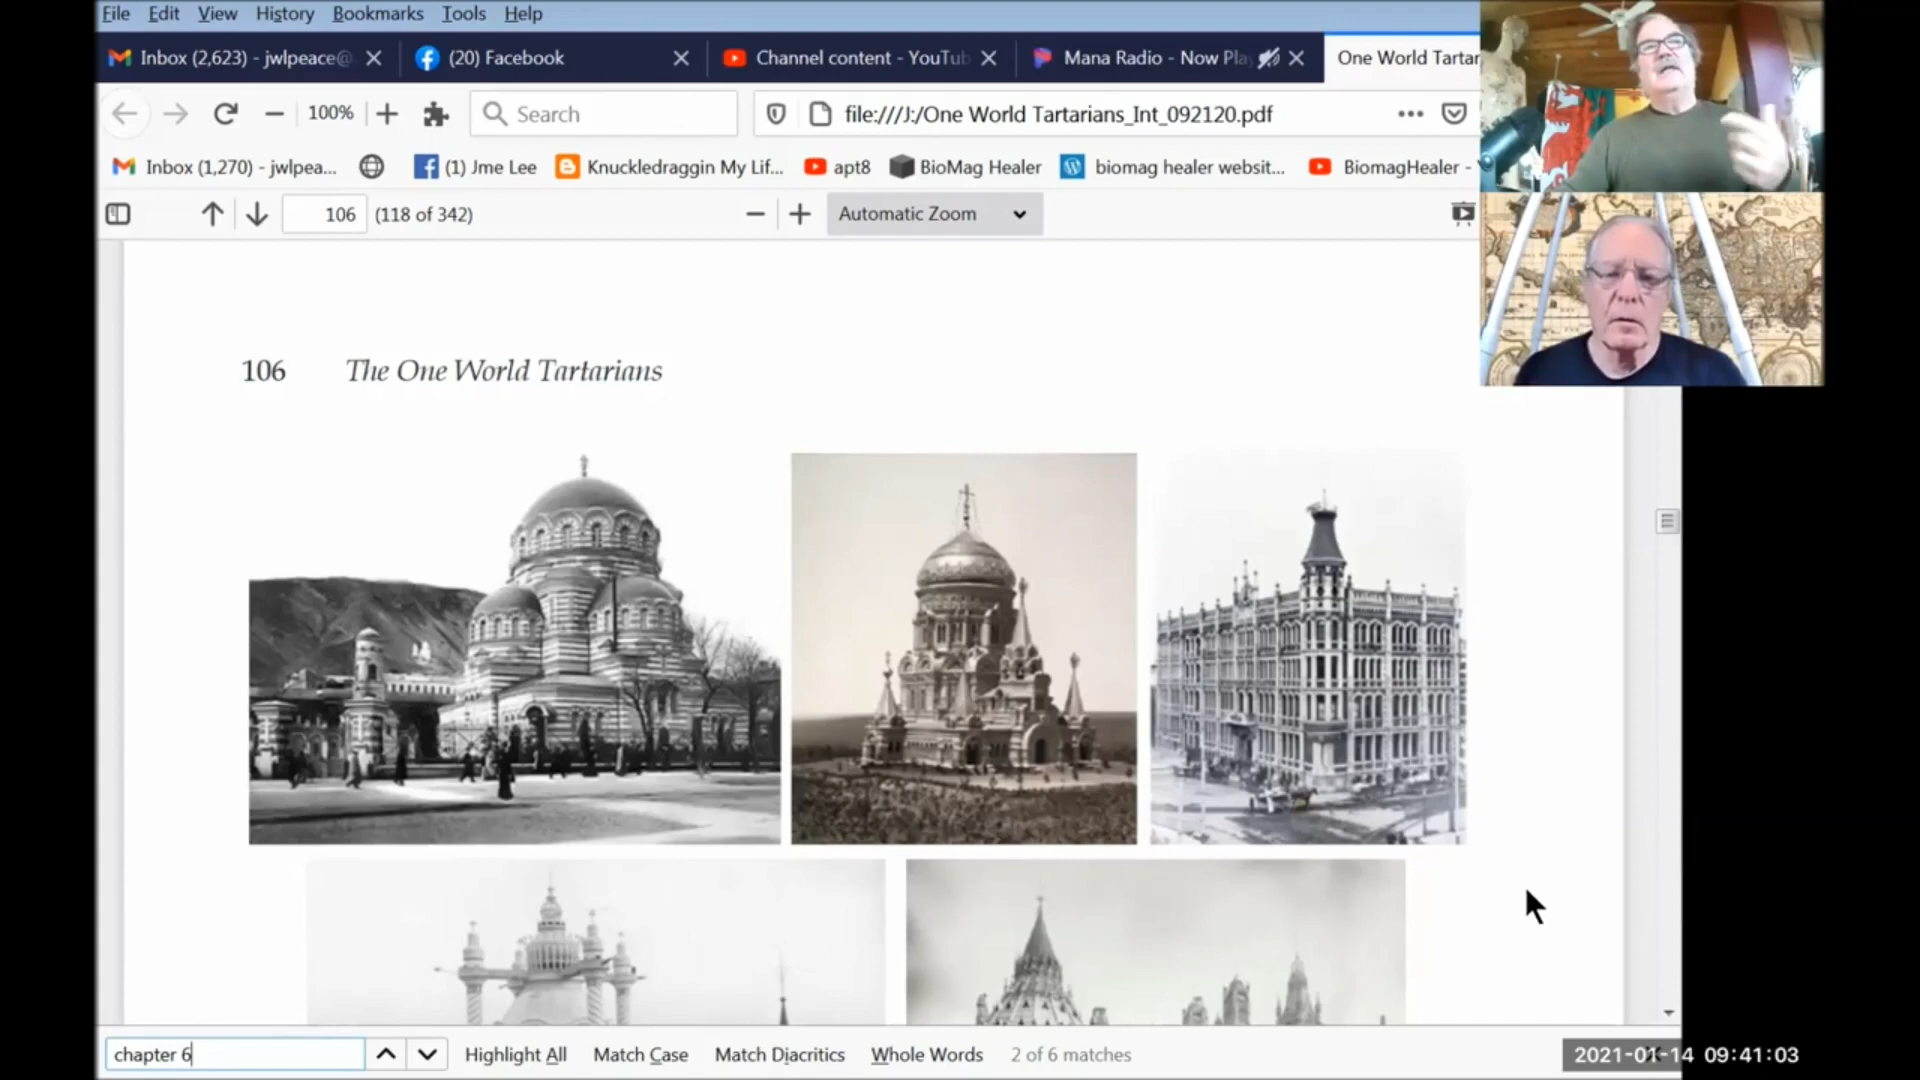 File Edit View History Bookmarks Tools Help
Inbox (2,623) - jwlpeace@ (20) Facebook Channel content - YouTub Mana Radio - Now Pla One World Tartar
100% Search file:///J:/One World Tartarians_Int_092120.pdf
Inbox (1,270) - jwlpea... (1) Jme Lee Knuckledraggin My Lif... apt8 BioMag Healer biomag healer websit... BiomagHealer -
106 (118 of 342) Automatic Zoom
106 The One World Tartarians
chapter 6 Highlight All Match Case Match Diacritics Whole Words 2 of 6 matches
2021-01-14 09:41:03